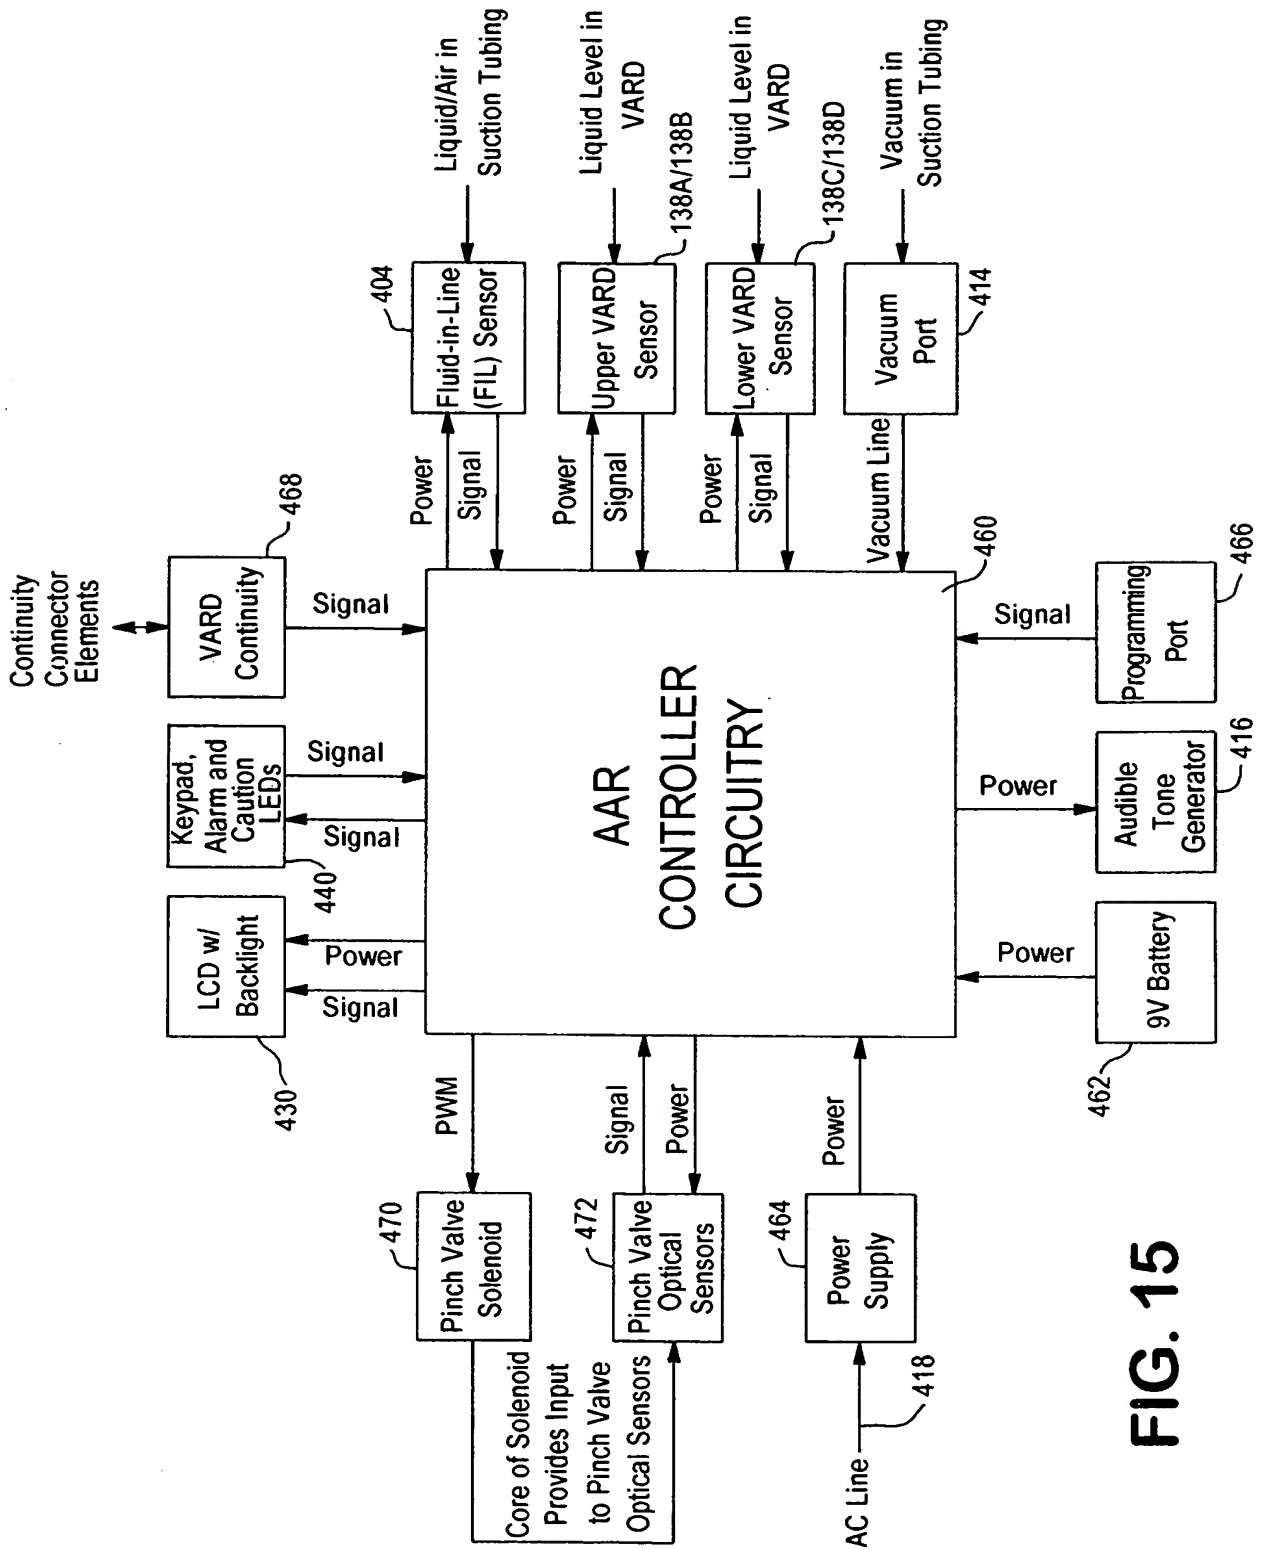 Continuity
Connector
Elements
VARD
Continuity
468
Signal
Keypad,
Alarm and
Caution
LEDs
440
Signal
Signal
LCD w/
Backlight
430
Signal
Power
Liquid/Air in
Suction Tubing
404
Fluid-in-Line
(FIL) Sensor
Power
Signal
Liquid Level in
VARD
138A/138B
Upper VARD
Sensor
Power
Signal
Liquid Level in
VARD
138C/138D
Lower VARD
Sensor
Power
Signal
Vacuum in
Suction Tubing
Vacuum
Port
414
Vacuum Line
AAR
CONTROLLER
CIRCUITRY
460
PWM
470
Pinch Valve
Solenoid
Signal
Power
472
Pinch Valve
Optical
Sensors
Core of Solenoid
Provides Input
to Pinch Valve
Optical Sensors
Power
464
Power
Supply
AC Line
418
Power
9V Battery
462
Power
Audible
Tone
Generator
416
Signal
Programming
Port
466
FIG. 15